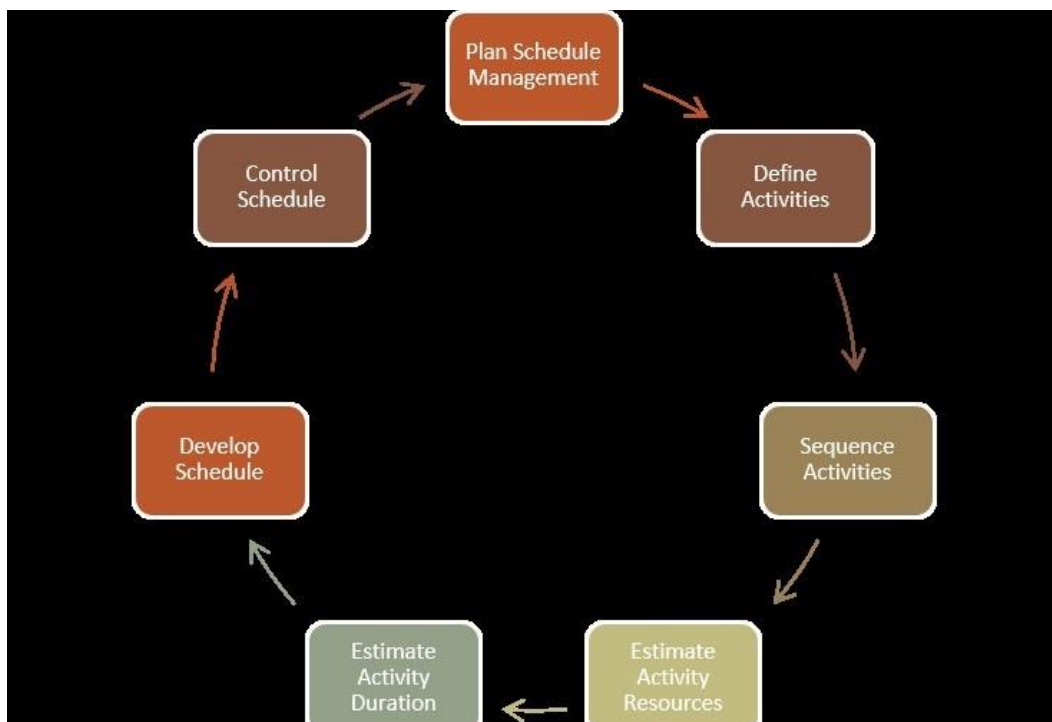 Plan Schedule
Management
Define
Activities
Sequence
Activities
Estimate
Activity
Resources
Estimate
Activity
Duration
Develop
Schedule
Control
Schedule